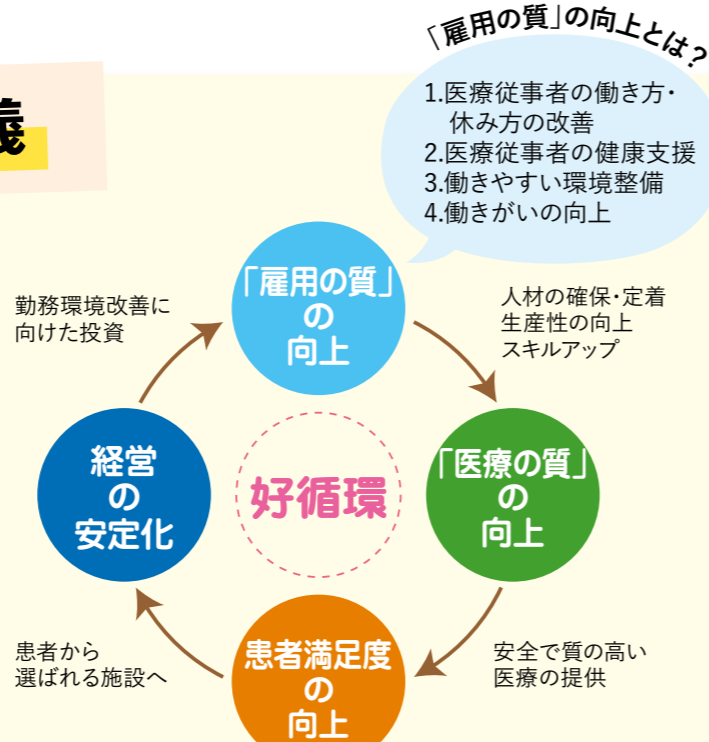 義
「雇用の質」の向上とは?
1.医療従事者の働き方・
休み方の改善
2.医療従事者の健康支援
3.働きやすい環境整備
4.働きがいの向上
「雇用の質」
の
向上
勤務環境改善に
向けた投資
人材の確保・定着
生産性の向上
スキルアップ
経営
の
安定化
好循環
「医療の質」
の
向上
患者から
選ばれる施設へ
患者満足度
の
向上
安全で質の高い
医療の提供